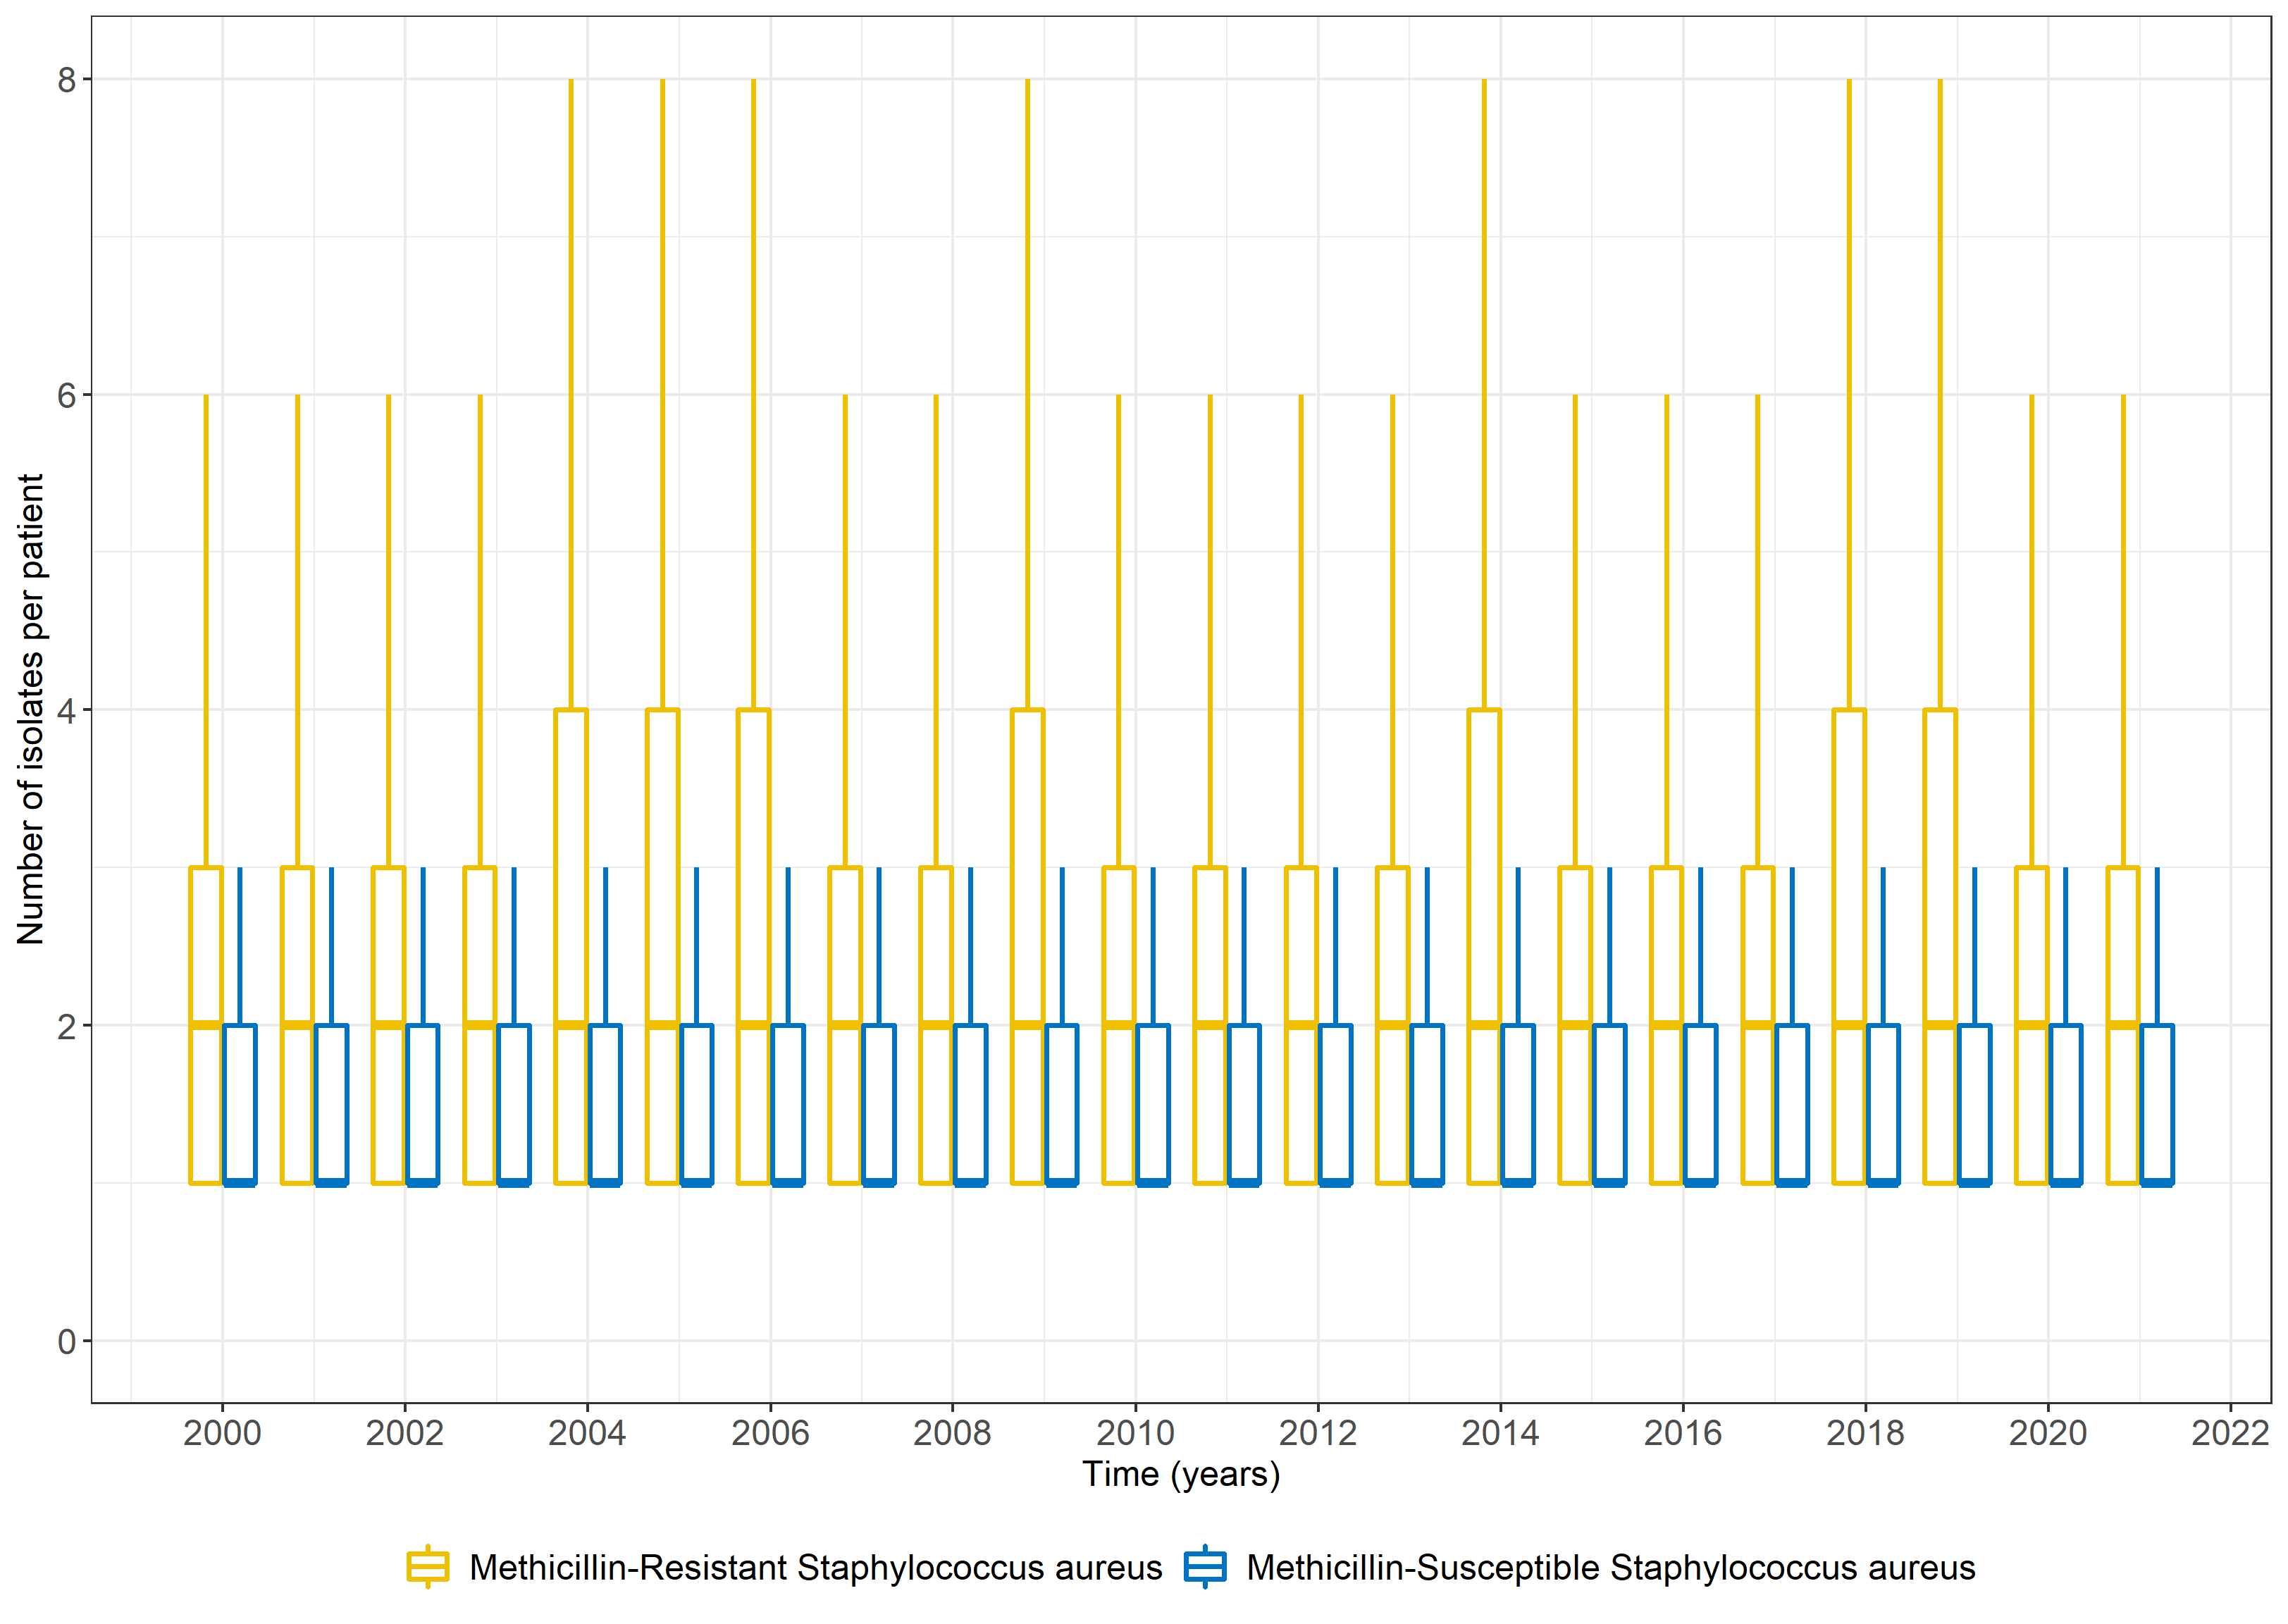 Number of isolates per patient
8
6
4
2
0
2000 2002 2004 2006 2008 2010 2012 2014 2016 2018 2020 2022
Time (years)
Methicillin-Resistant Staphylococcus aureus Methicillin-Susceptible Staphylococcus aureus